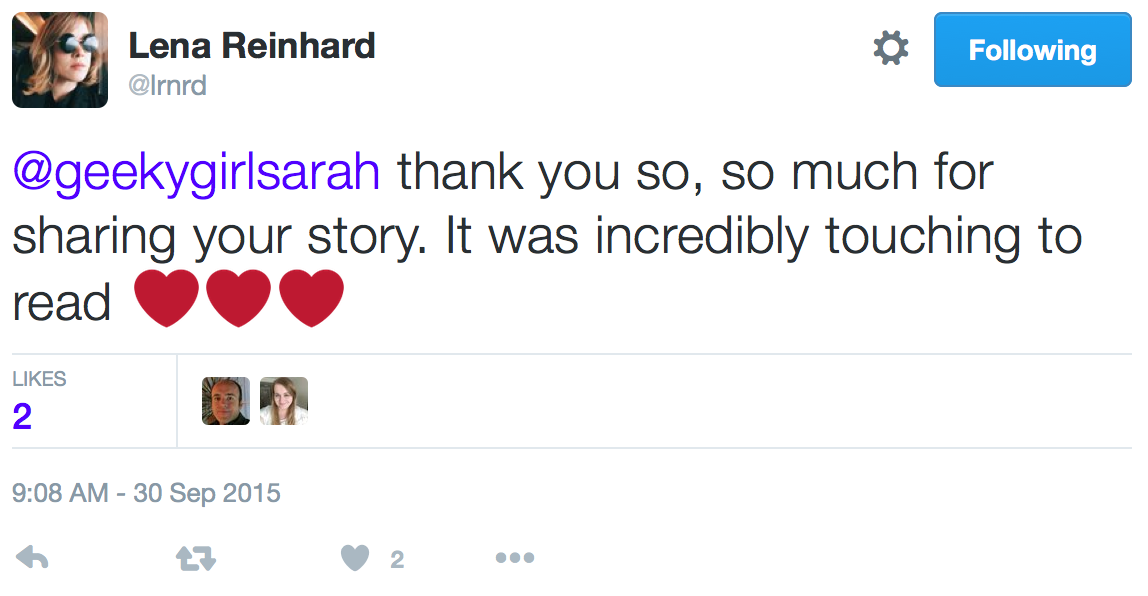 Lena Reinhard
@lrnrd
Following
@geekygirlsarah thank you so, so much for
sharing your story. It was incredibly touching to
read ❤❤❤
LIKES
2
9:08 AM - 30 Sep 2015
2